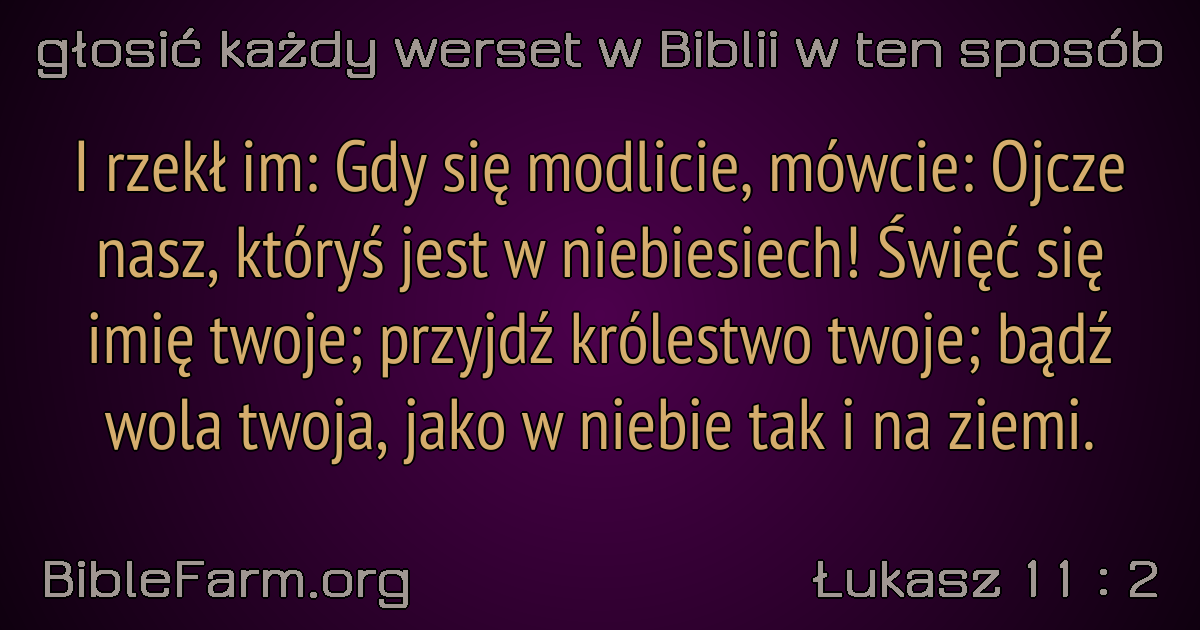 głosić każdy werset w Biblii w ten sposób
I rzekł im: Gdy się modlicie, mówcie: Ojcze
nasz, któryś jest w niebiesiech! Święć się
imię twoje; przyjdź królestwo twoje; bądź
wola twoja, jako w niebie tak i na ziemi.
BibleFarm.org
Łukasz 11 : 2